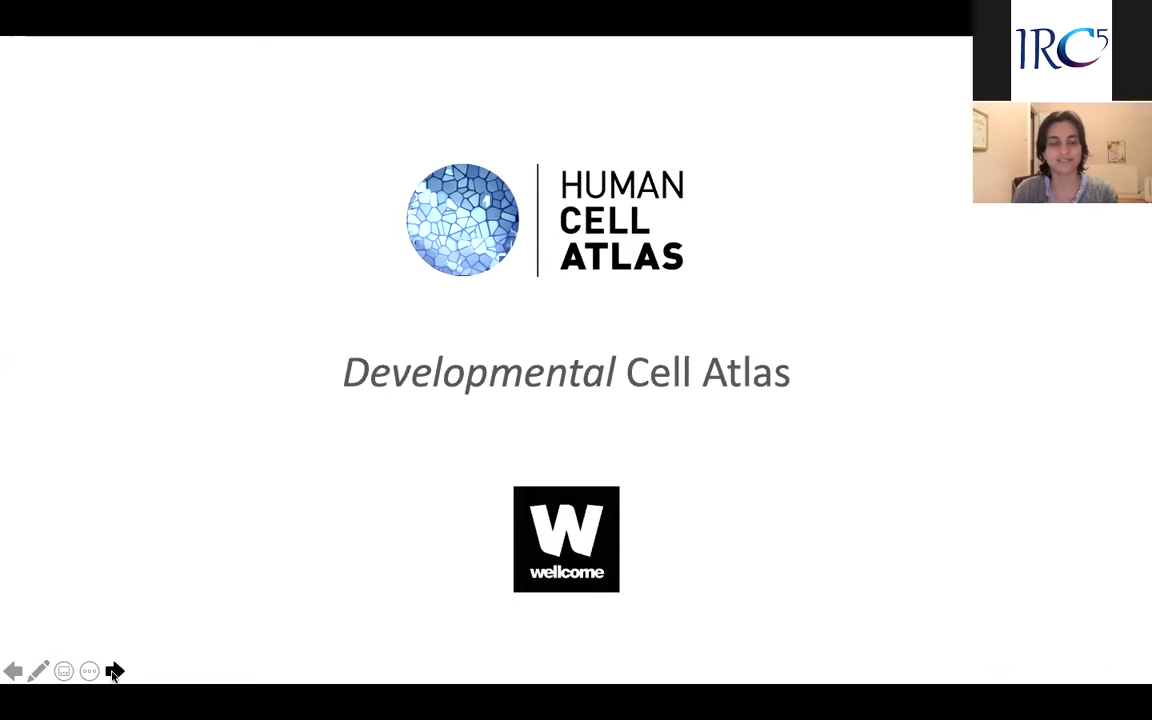 IRC5
HUMAN
CELL
ATLAS
Developmental Cell Atlas
W
wellcome